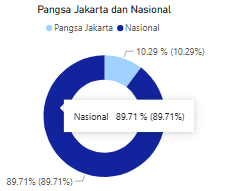 Pangsa Jakarta dan Nasional
Pangsa Jakarta Nasional
10.29 % (10.29%)
Nasional 89.71 % (89.71%)
89.71% (89.71%)